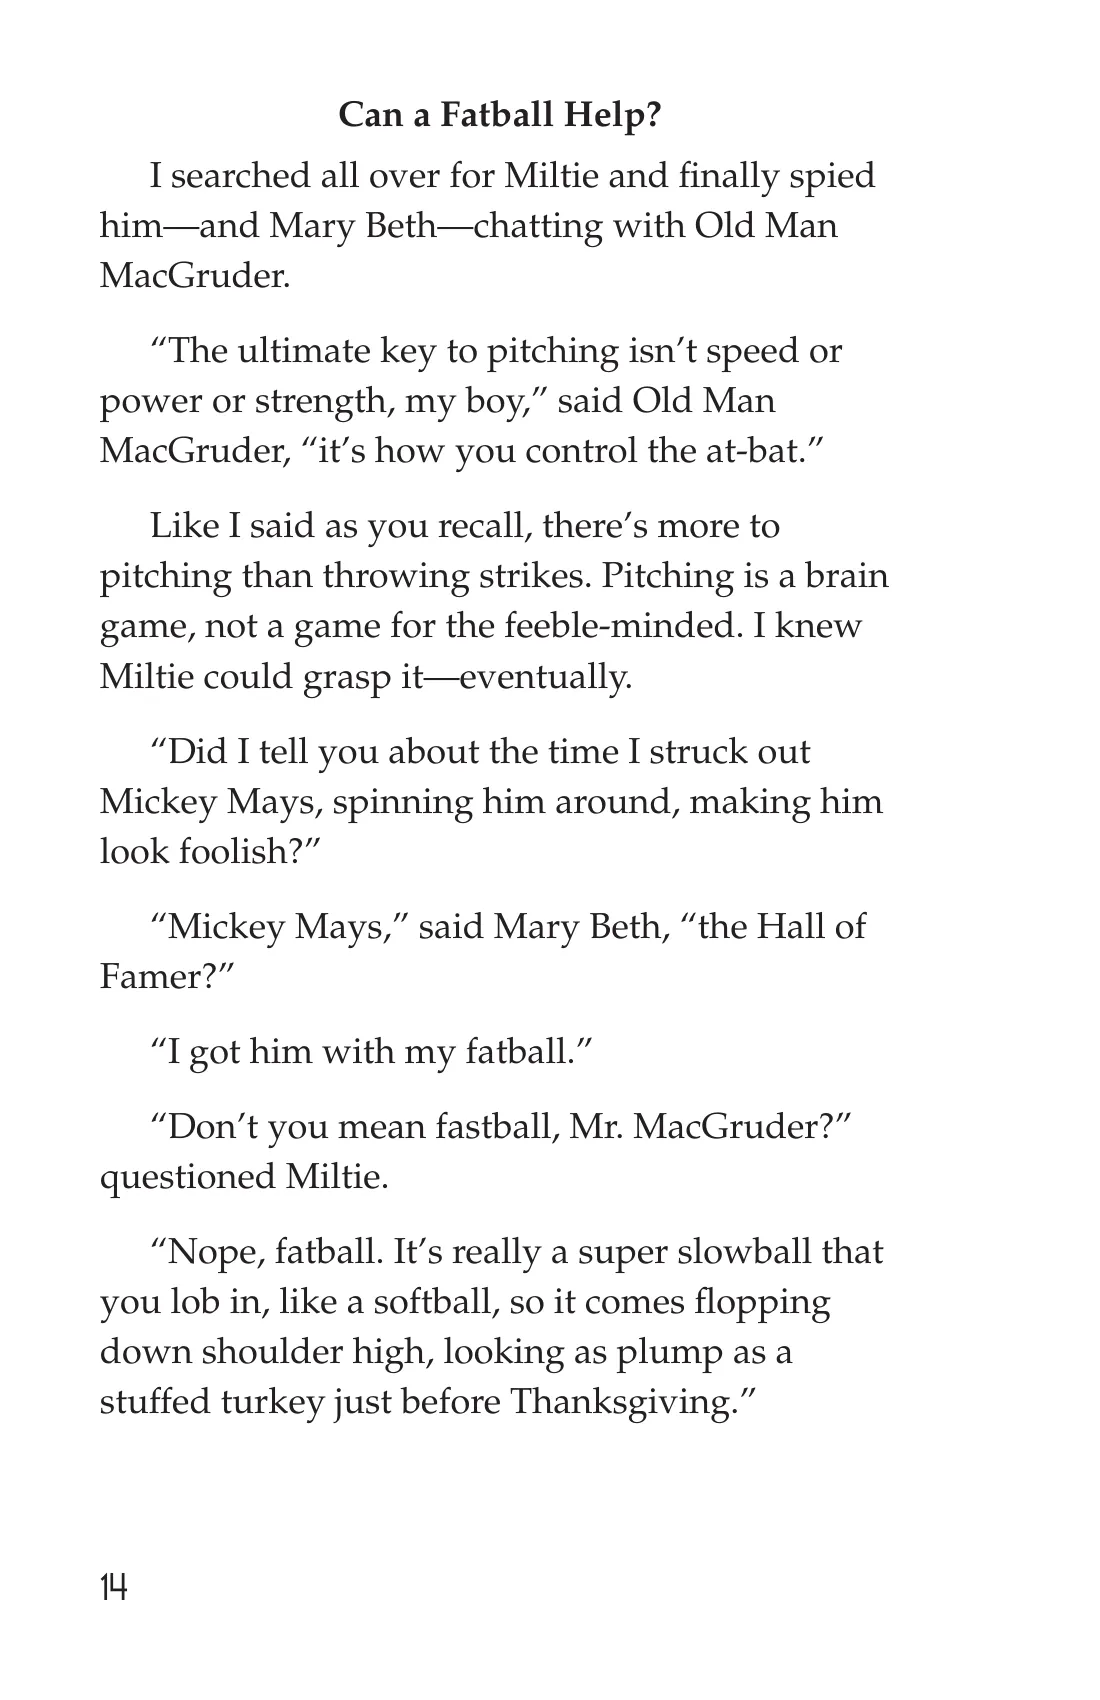 Can a Fatball Help?
I searched all over for Miltie and finally spied
him—and Mary Beth—chatting with Old Man
MacGruder.
“The ultimate key to pitching isn’t speed or
power or strength, my boy,” said Old Man
MacGruder, “it’s how you control the at-bat.”
Like I said as you recall, there’s more to
pitching than throwing strikes. Pitching is a brain
game, not a game for the feeble-minded. I knew
Miltie could grasp it—eventually.
“Did I tell you about the time I struck out
Mickey Mays, spinning him around, making him
look foolish?”
“Mickey Mays,” said Mary Beth, “the Hall of
Famer?”
“I got him with my fatball.”
“Don’t you mean fastball, Mr. MacGruder?”
questioned Miltie.
“Nope, fatball. It’s really a super slowball that
you lob in, like a softball, so it comes flopping
down shoulder high, looking as plump as a
stuffed turkey just before Thanksgiving.”
14